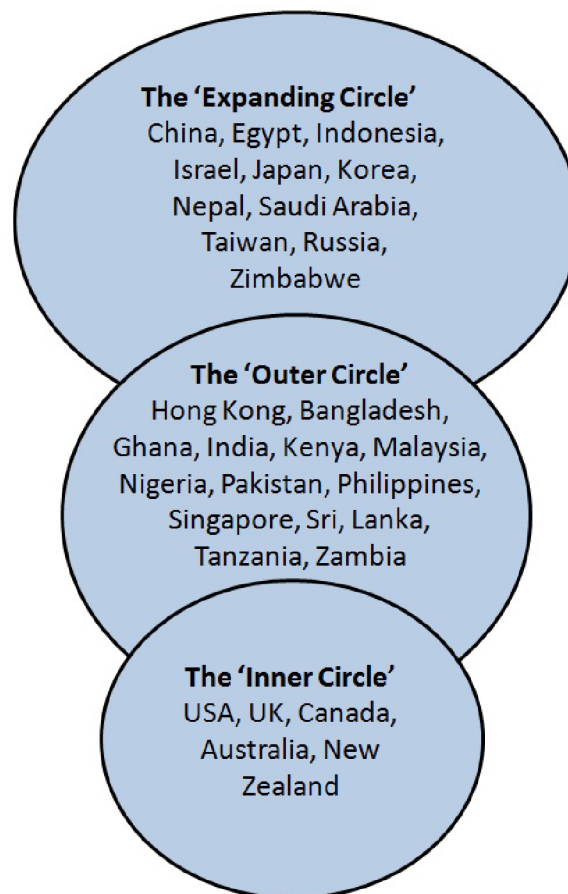 The ‘Expanding Circle’
China, Egypt, Indonesia,
Israel, Japan, Korea,
Nepal, Saudi Arabia,
Taiwan, Russia,
Zimbabwe
The ‘Outer Circle’
Hong Kong, Bangladesh,
Ghana, India, Kenya, Malaysia,
Nigeria, Pakistan, Philippines,
Singapore, Sri, Lanka,
Tanzania, Zambia
The ‘Inner Circle’
USA, UK, Canada,
Australia, New
Zealand